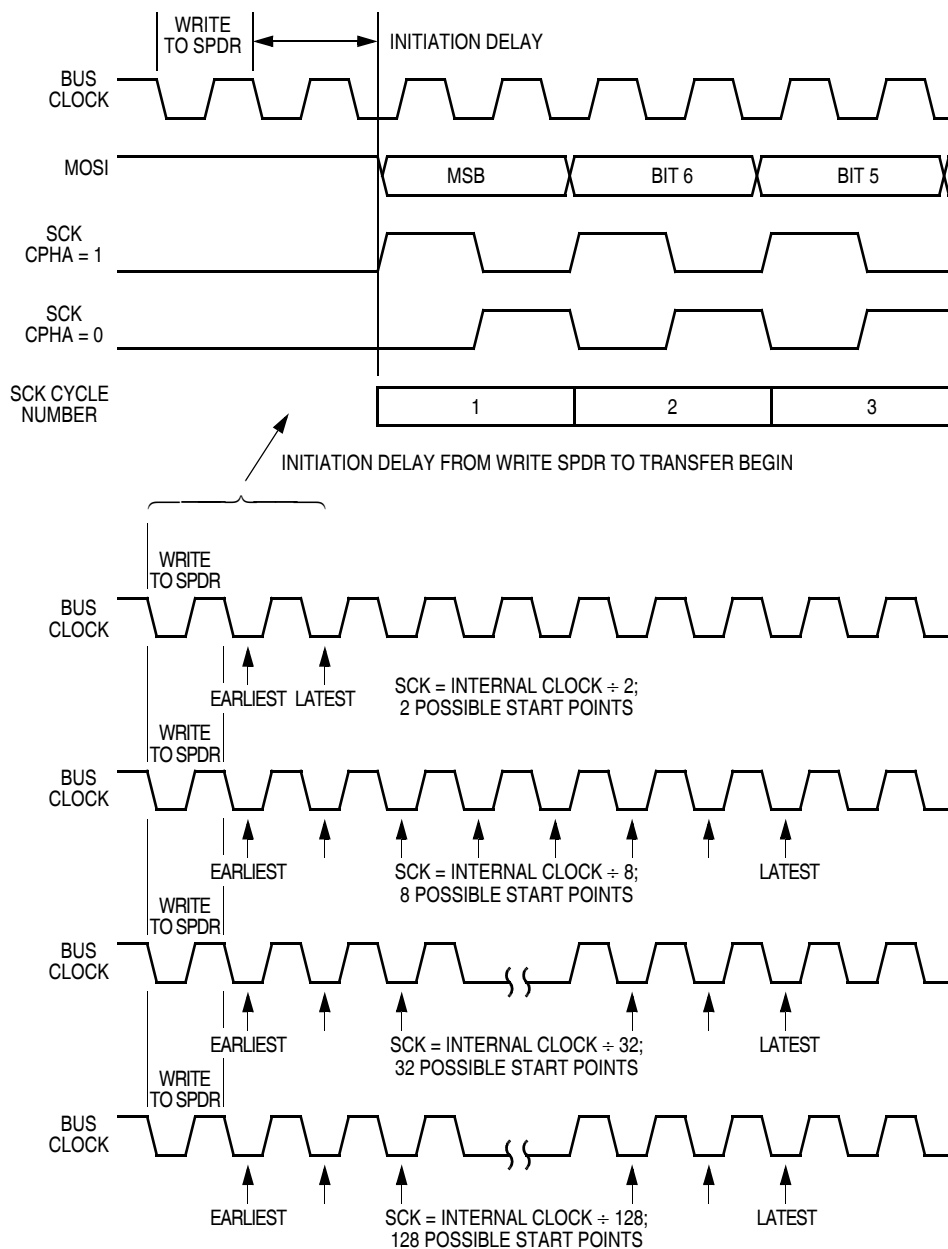 WRITE
TO SPDR
INITIATION DELAY
BUS
CLOCK
MOSI
MSB
BIT 6
BIT 5
SCK
CPHA = 1
SCK
CPHA = 0
SCK CYCLE
NUMBER
1
2
3
INITIATION DELAY FROM WRITE SPDR TO TRANSFER BEGIN
WRITE
TO SPDR
BUS
CLOCK
EARLIEST
LATEST
SCK = INTERNAL CLOCK ÷ 2;
2 POSSIBLE START POINTS
WRITE
TO SPDR
BUS
CLOCK
EARLIEST
SCK = INTERNAL CLOCK ÷ 8;
8 POSSIBLE START POINTS
LATEST
WRITE
TO SPDR
BUS
CLOCK
EARLIEST
SCK = INTERNAL CLOCK ÷ 32;
32 POSSIBLE START POINTS
LATEST
WRITE
TO SPDR
BUS
CLOCK
EARLIEST
SCK = INTERNAL CLOCK ÷ 128;
128 POSSIBLE START POINTS
LATEST